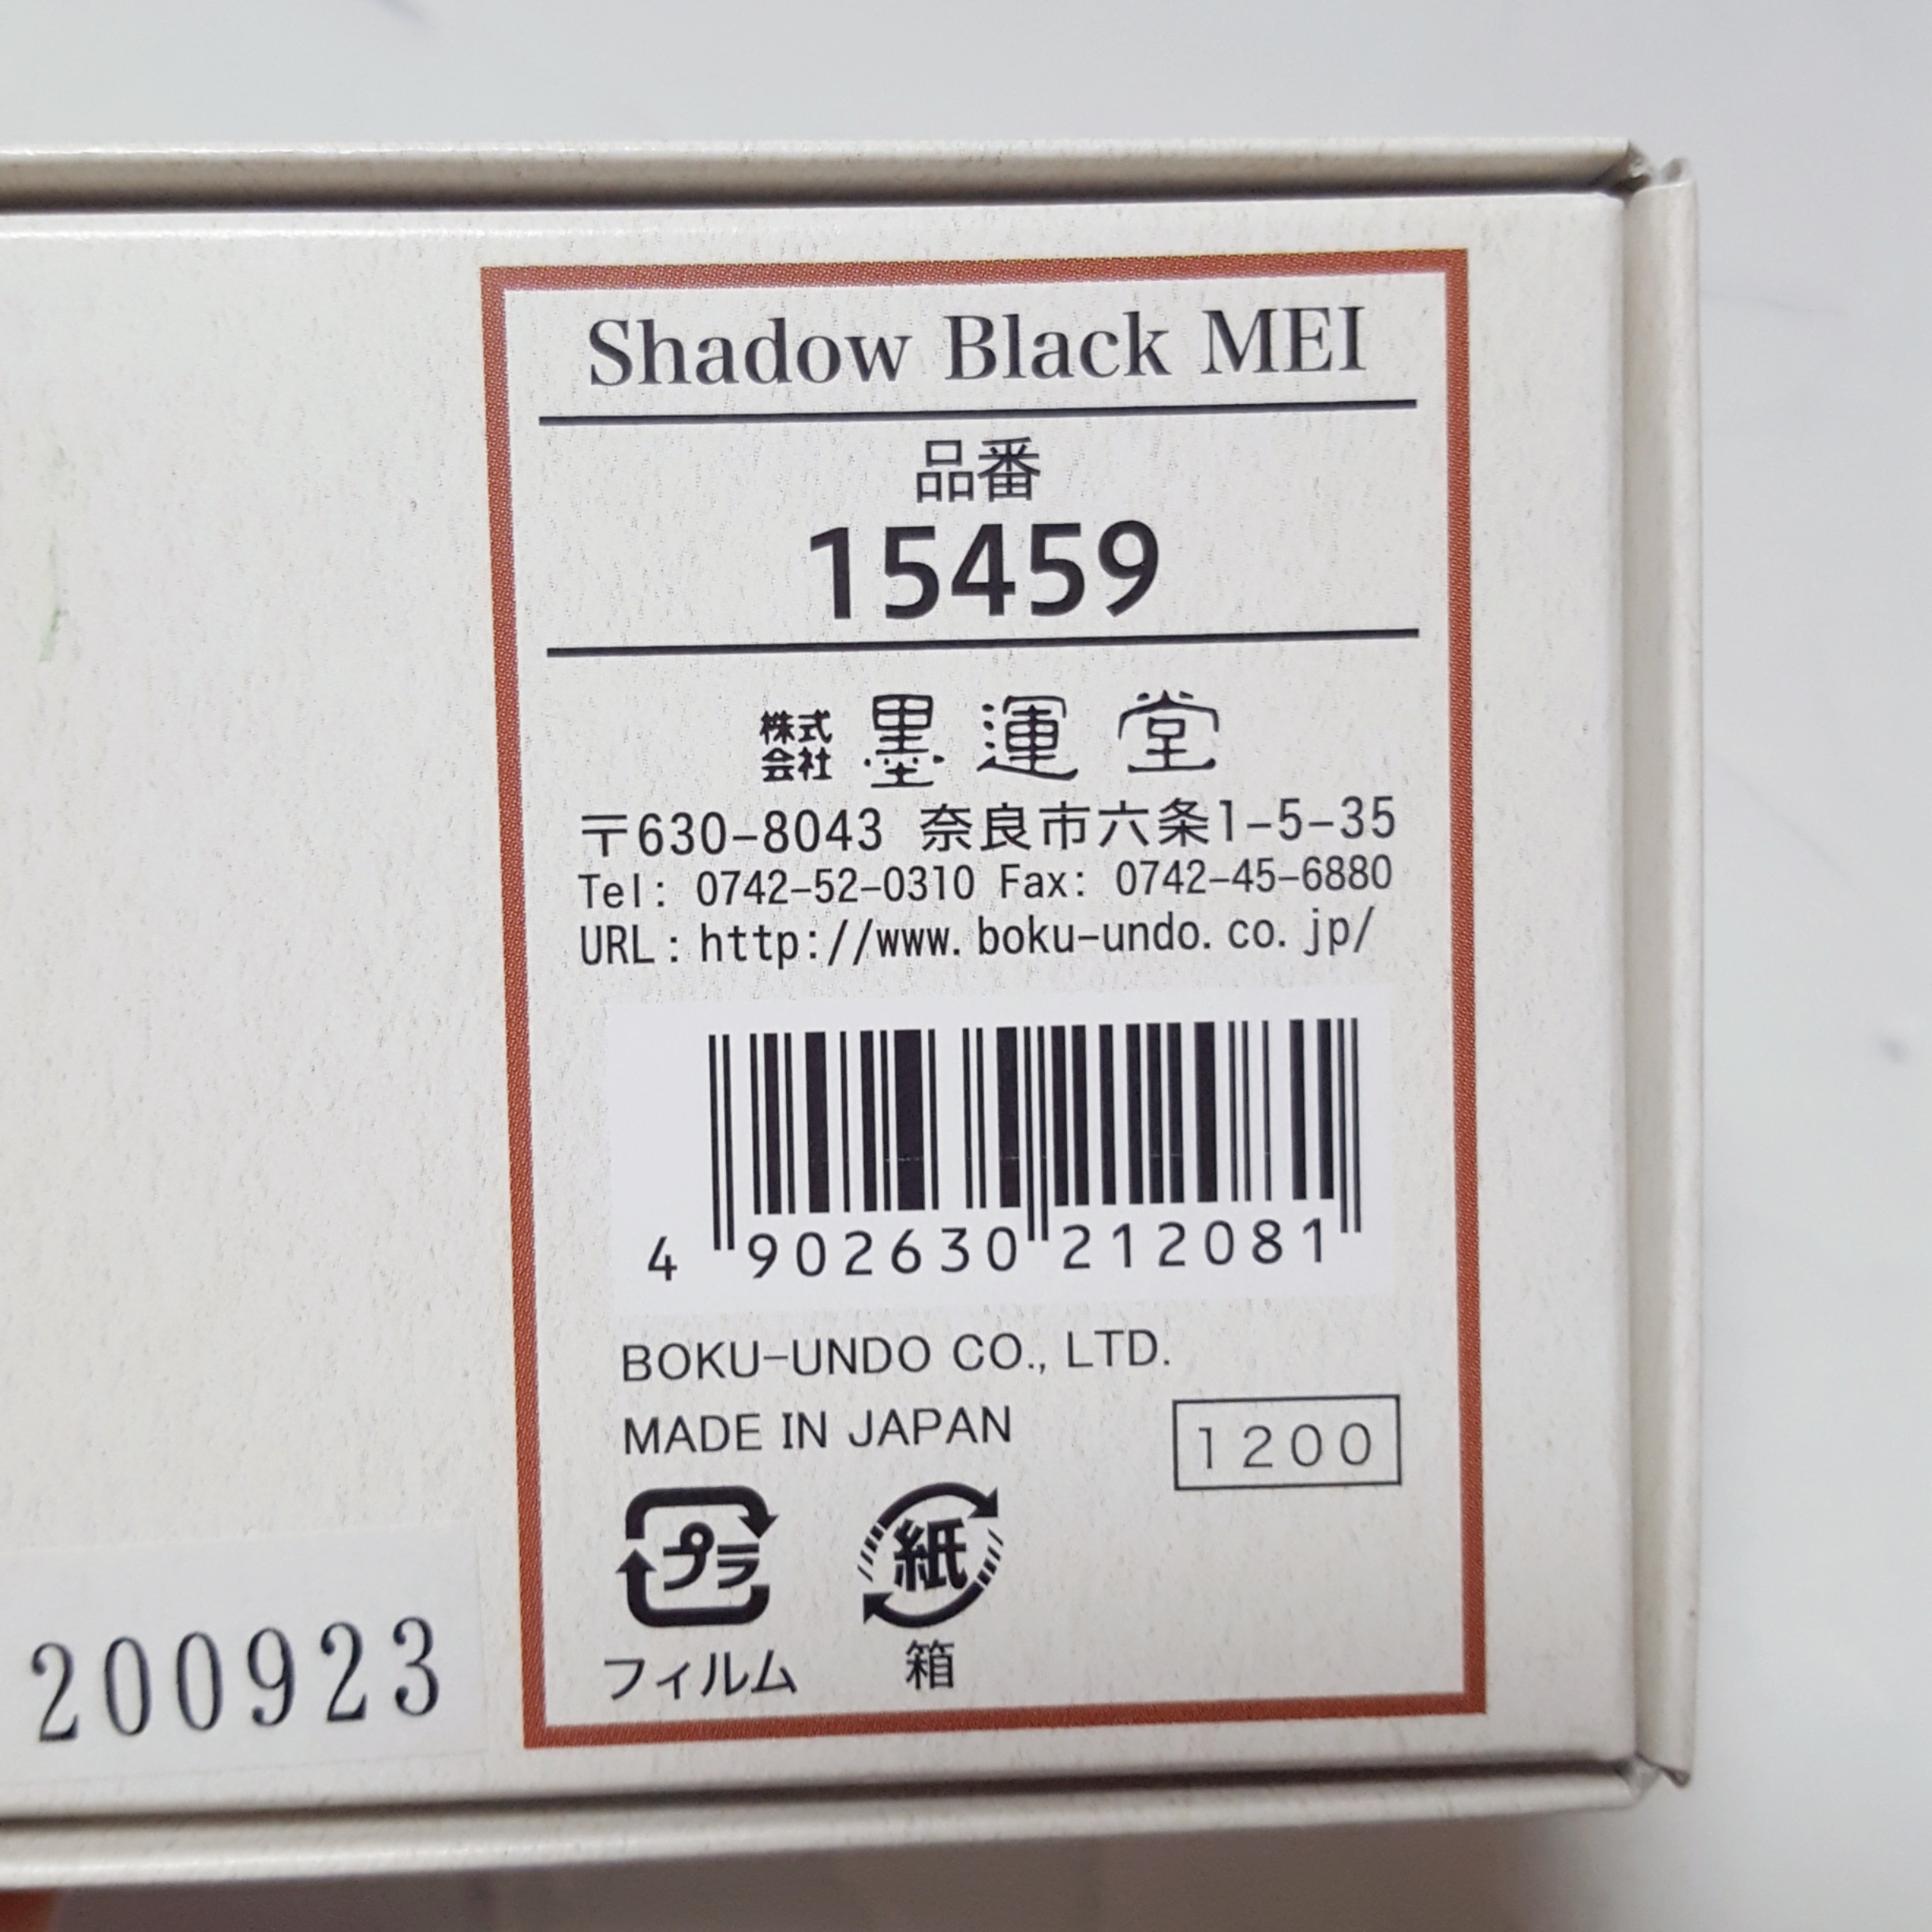 Shadow Black MEI
品番
15459
株式会社 墨運堂
〒630-8043 奈良市六条1-5-35
Tel: 0742-52-0310 Fax: 0742-45-6880
URL: http://www.boku-undo.co.jp/
4 902630 212081
BOKU-UNDO CO., LTD.
MADE IN JAPAN
1200
プラ 紙
フィルム 箱
200923